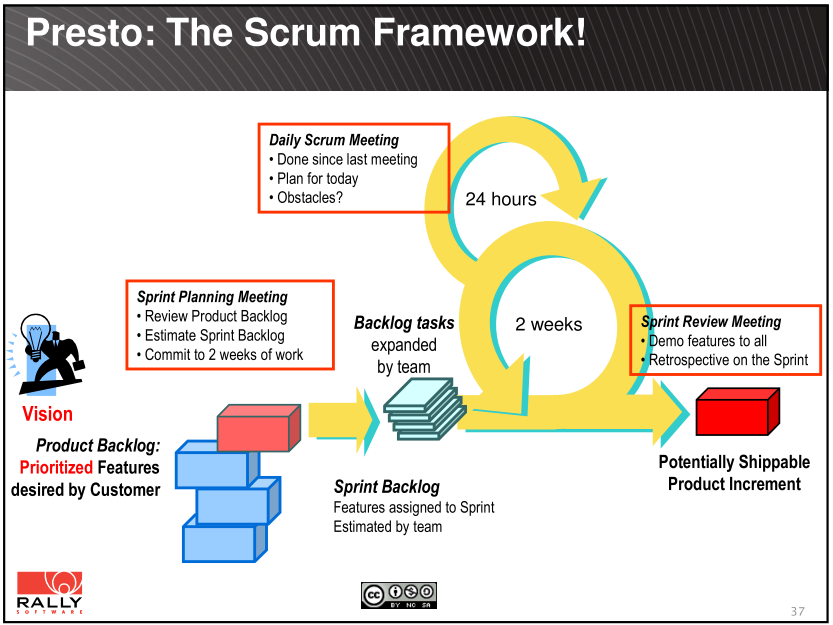 Presto: The Scrum Framework!
Daily Scrum Meeting
• Done since last meeting
• Plan for today
• Obstacles?
24 hours
Sprint Planning Meeting
• Review Product Backlog
• Estimate Sprint Backlog
• Commit to 2 weeks of work
Backlog tasks
expanded
by team
2 weeks
Sprint Review Meeting
• Demo features to all
• Retrospective on the Sprint
Vision
Product Backlog:
Prioritized Features
desired by Customer
Sprint Backlog
Features assigned to Sprint
Estimated by team
Potentially Shippable
Product Increment
RALLY
SOFTWARE
cc
BY NC SA
37